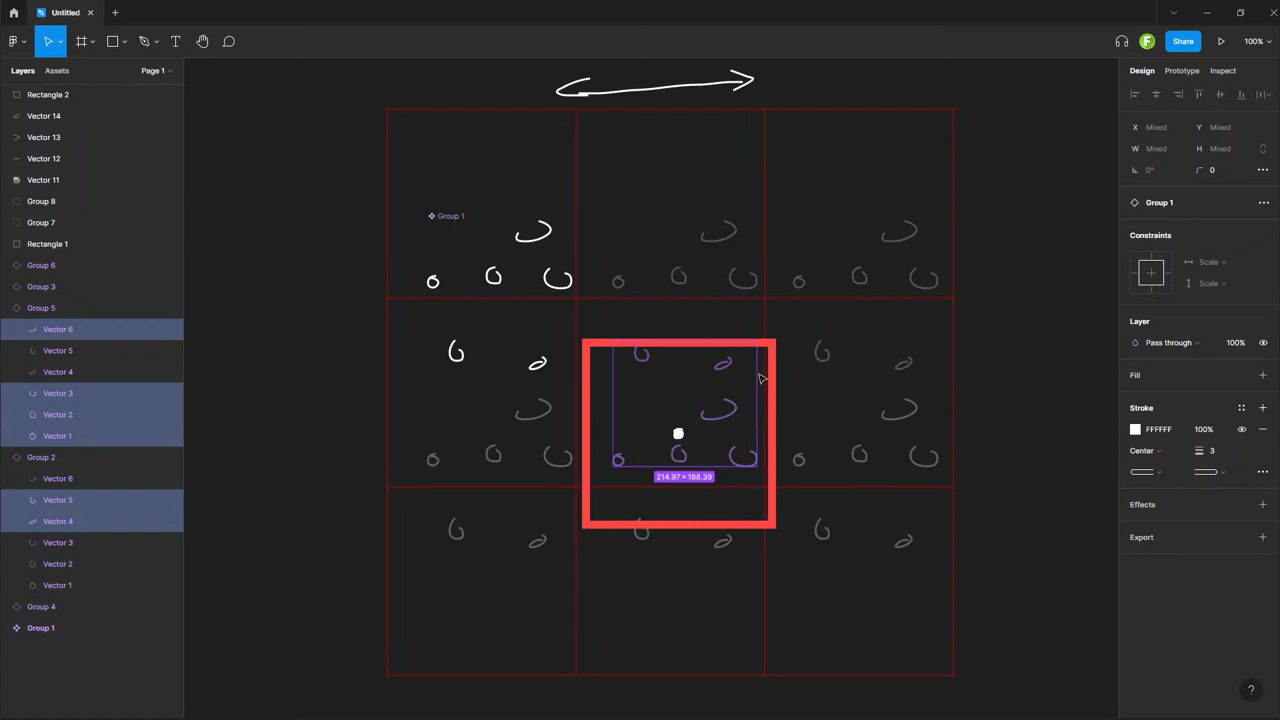 Untitled
F
Share
100%
Layers
Assets
Page 1
Design
Prototype
Inspect
Rectangle 2
Vector 14
Vector 13
Vector 12
Vector 11
Group 8
Group 7
Rectangle 1
Group 6
Group 3
Group 5
Vector 6
Vector 5
Vector 4
Vector 3
Vector 2
Vector 1
Group 2
Vector 6
Vector 5
Vector 4
Vector 3
Vector 2
Vector 1
Group 4
Group 1
Group 1
214.97 × 188.39
X Mixed Y Mixed
W Mixed H Mixed
0° 0
Group 1
Constraints
Scale
Scale
Layer
Pass through 100%
Fill
Stroke
FFFFFF 100%
Center 3
Effects
Export
?